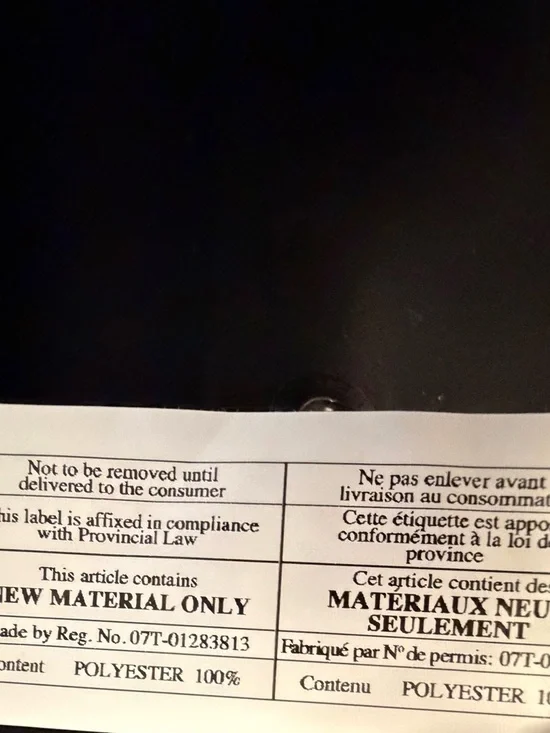 Not to be removed until
delivered to the consumer
his label is affixed in compliance
with Provincial Law
This article contains
EW MATERIAL ONLY
ade by Reg. No. 07T-01283813
ontent POLYESTER 100%
Ne pas enlever avant
livraison au consommat
Cette étiquette est appo
conformément à la loi d
province
Cet article contient des
MATÉRIAUX NEU
SEULEMENT
Fabriqué par Nº de permis: 07T-0
Contenu POLYESTER 1